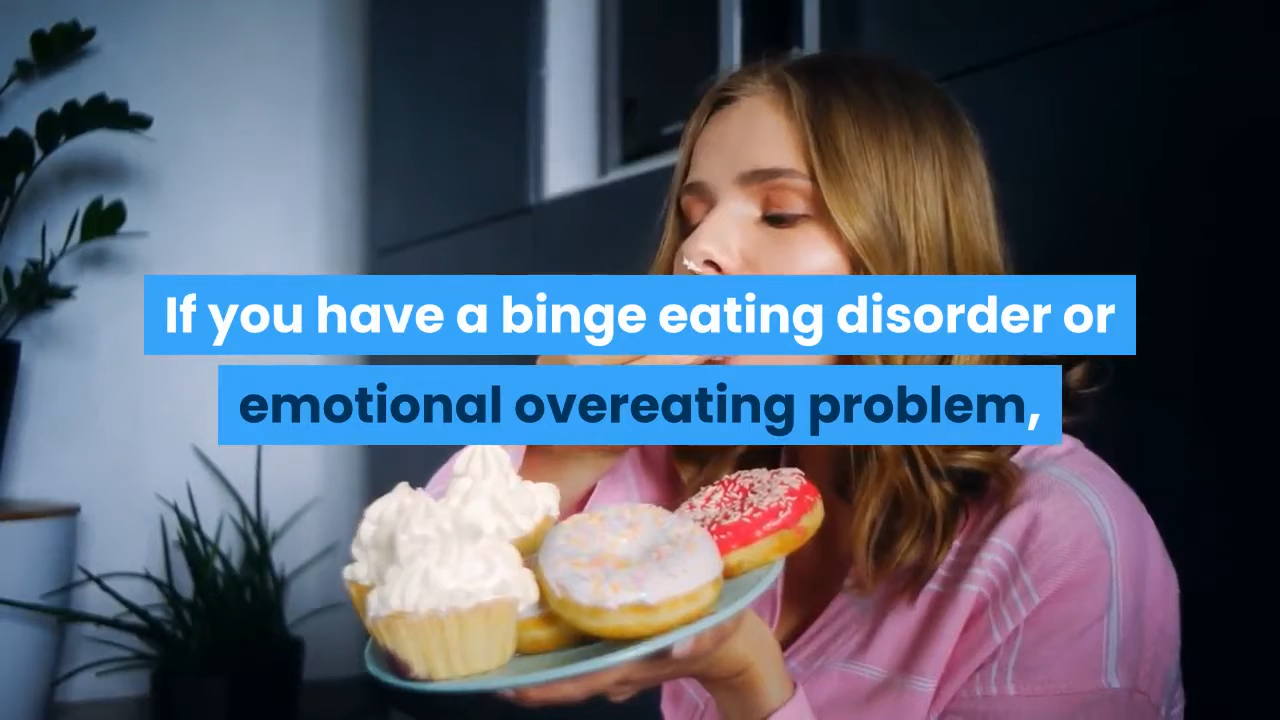 If you have a binge eating disorder or
emotional overeating problem,